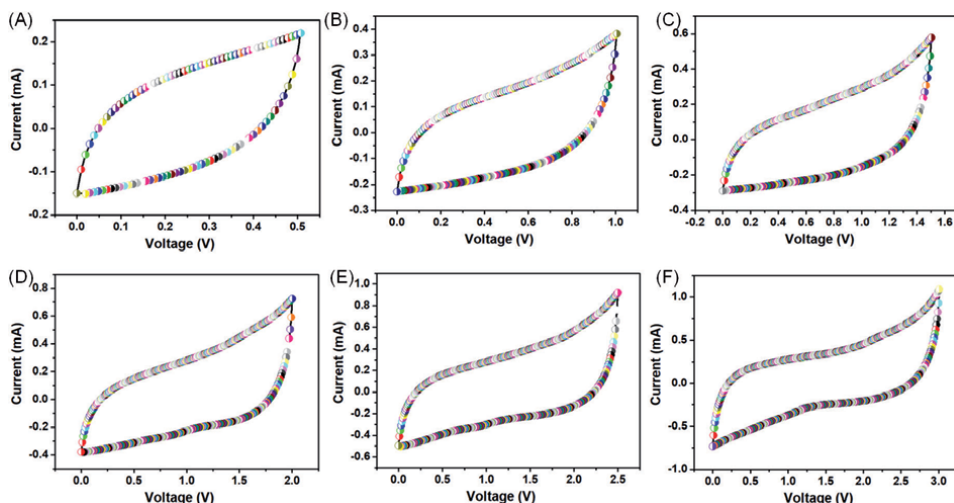 (A)
Current (mA)
0.2
0.1
0.0
-0.1
-0.2
0.0 0.1 0.2 0.3 0.4 0.5
Voltage (V)
(B)
Current (mA)
0.4
0.3
0.2
0.1
0.0
-0.1
-0.2
-0.3
0.0 0.2 0.4 0.6 0.8 1.0
Voltage (V)
(C)
Current (mA)
0.6
0.4
0.2
0.0
-0.2
-0.4
-0.2 0.0 0.2 0.4 0.6 0.8 1.0 1.2 1.4 1.6
Voltage (V)
(D)
Current (mA)
0.8
0.6
0.4
0.2
0.0
-0.2
-0.4
0.0 0.5 1.0 1.5 2.0
Voltage (V)
(E)
Current (mA)
1.0
0.8
0.6
0.4
0.2
0.0
-0.2
-0.4
-0.6
0.0 0.5 1.0 1.5 2.0 2.5
Voltage (V)
(F)
Current (mA)
1.0
0.5
0.0
-0.5
-1.0
0.0 0.5 1.0 1.5 2.0 2.5 3.0
Voltage (V)